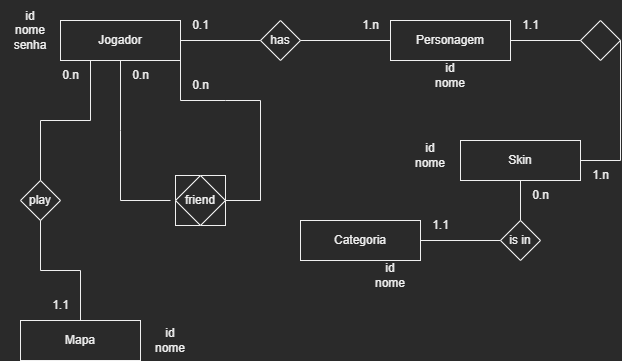 id
nome
senha
Jogador
0.1
has
1.n
Personagem
1.1
id
nome
0.n
0.n
0.n
id
nome
Skin
1.n
play
friend
0.n
Categoria
1.1
is in
id
nome
1.1
Mapa
id
nome